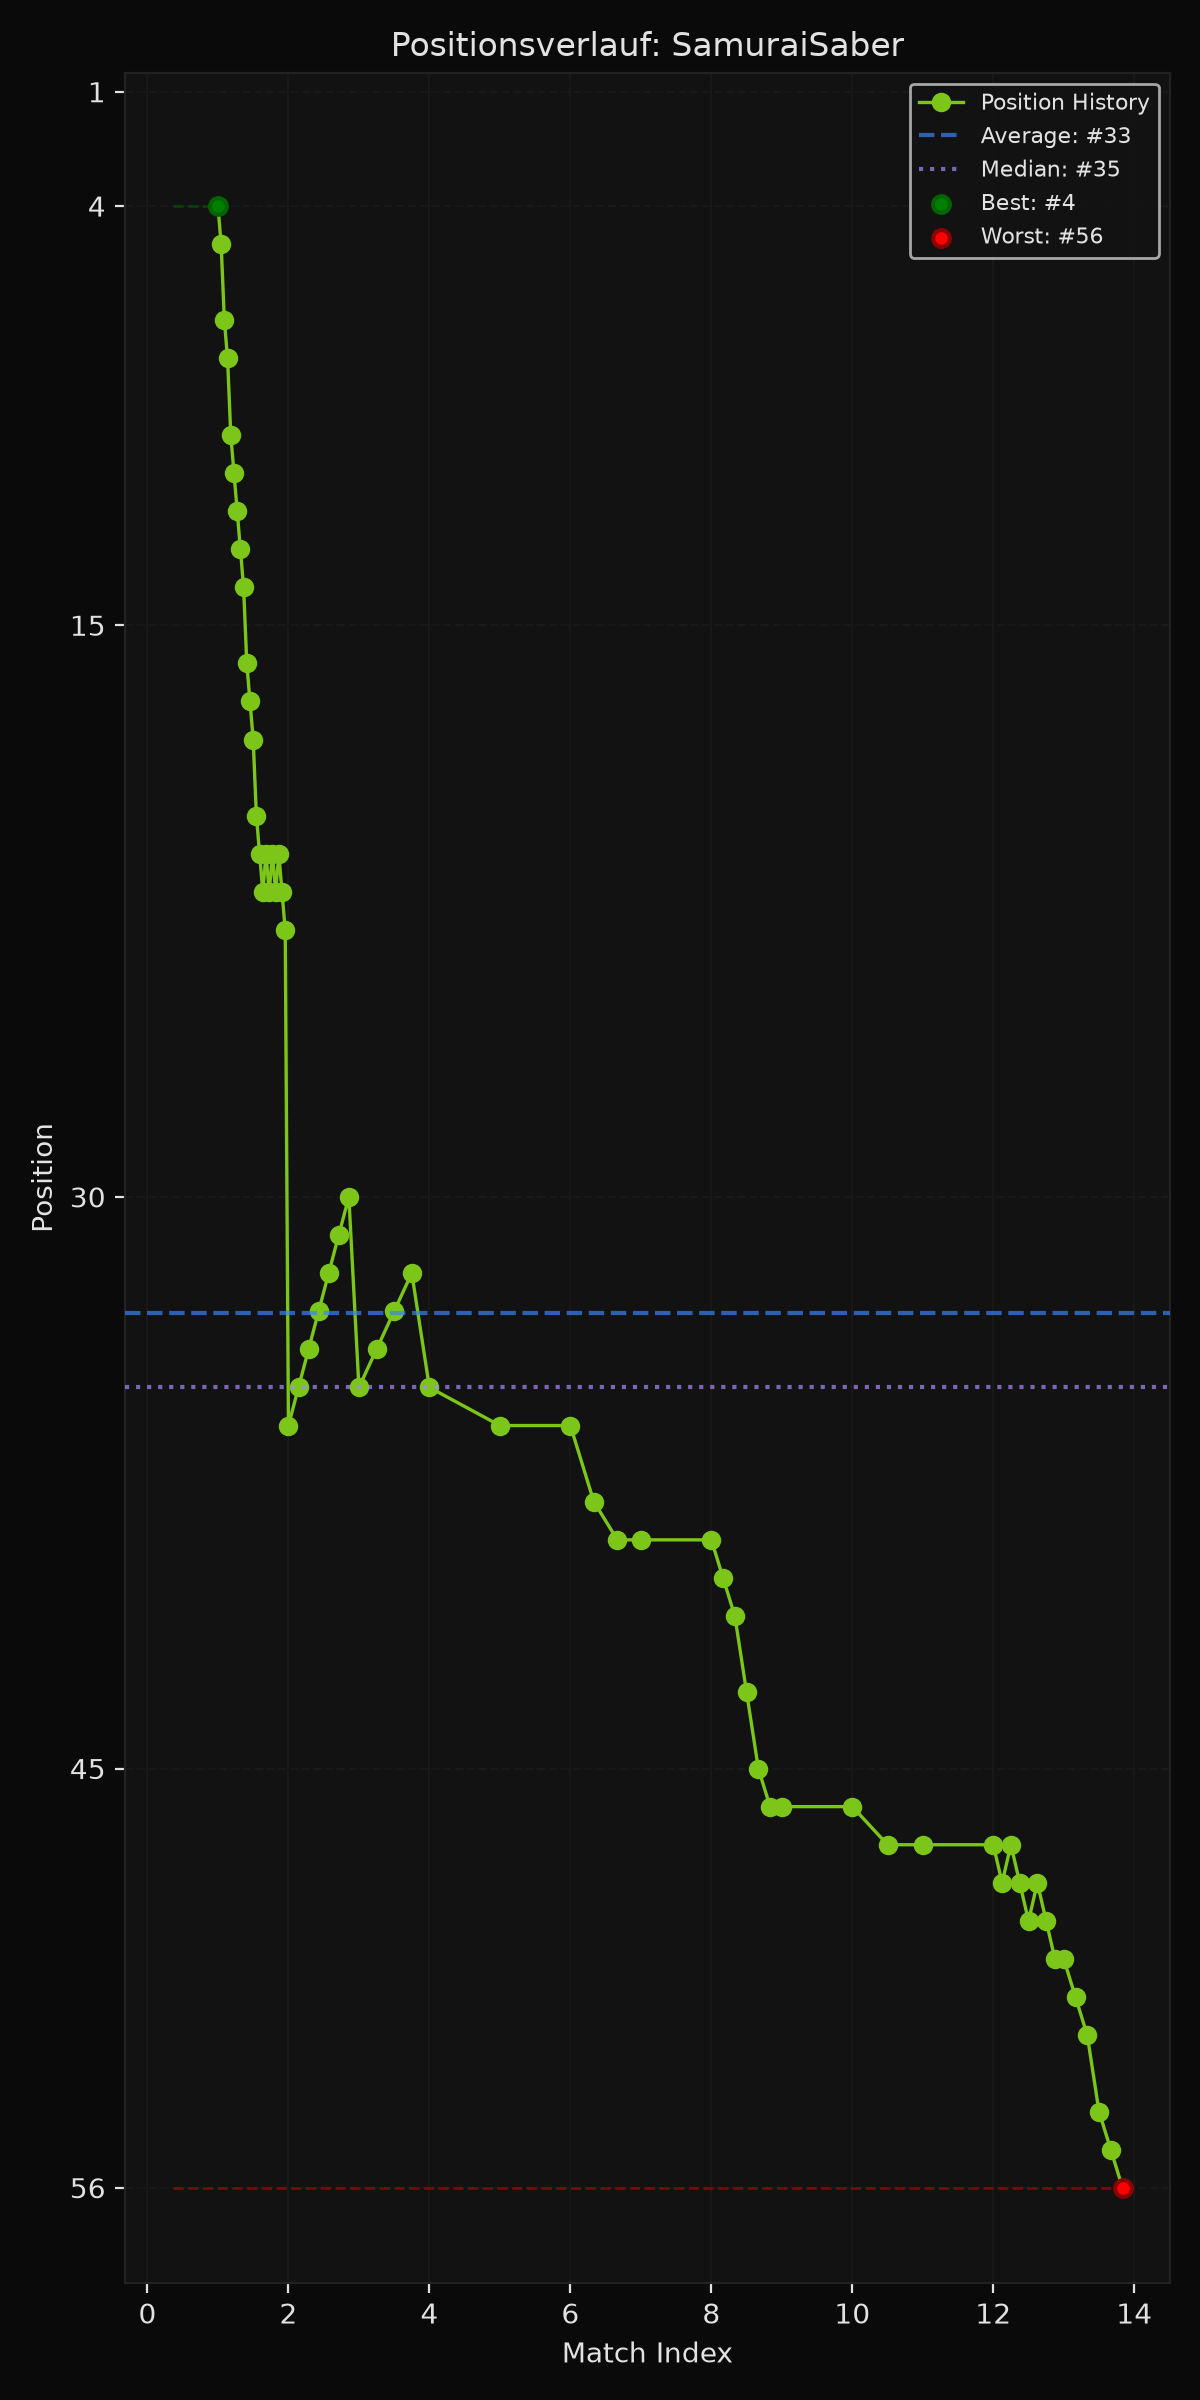 Positionsverlauf: SamuraiSaber
Position History
Average: #33
Median: #35
Best: #4
Worst: #56
1
4
15
30
45
56
Position
0 2 4 6 8 10 12 14
Match Index